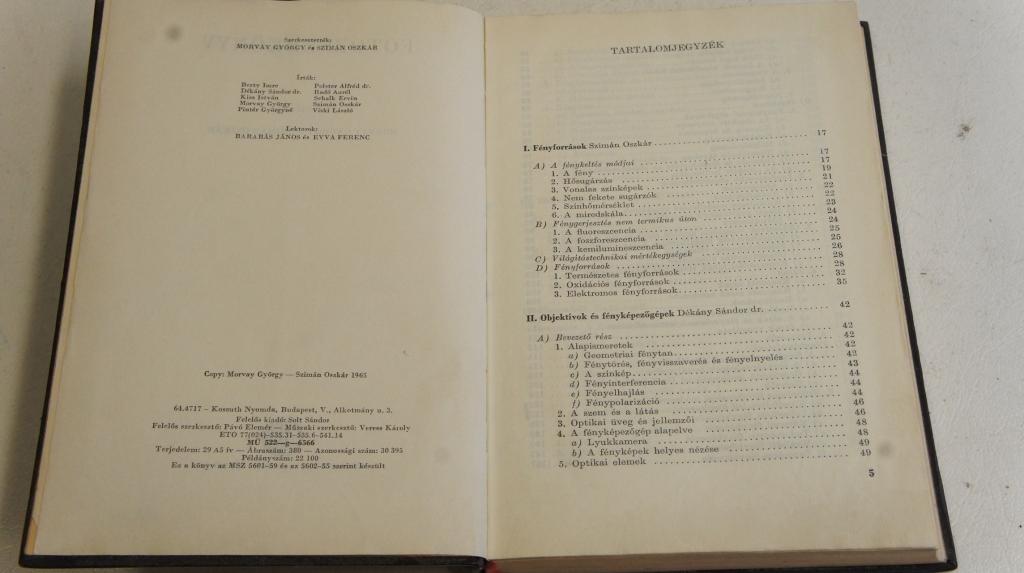 Szerkesztették:
MORVAY GYÖRGY és SZIMÁN OSZKÁR
Írták:
Berty Imre Polster Alfréd dr.
Dékány Sándor dr. Radó Aurél
Kiss István Schalk Ervin
Morvay György Szimán Oszkár
Pintér Györgyné Viski László
Lektorok:
BARABÁS JÁNOS és EVVA FERENC
Copy: Morvay György — Szimán Oszkár 1965
64.4717 – Kossuth Nyomda, Budapest, V., Alkotmány u. 3.
Felelős kiadó: Solt Sándor
Felelős szerkesztő: Pávó Elemér — Műszaki szerkesztő: Veress Károly
ETO 77(024)–535.31–535.6–541.14
MÜ 522—g—6566
Terjedelem: 29 A5 ív — Ábraszám: 380 — Azonossági szám: 30 395
Példányszám: 22 100
Ez a könyv az MSZ 5601–59 és az 5602–55 szerint készült
TARTALOMJEGYZÉK
I. Fényforrások Szimán Oszkár 17
A) A fénykeltés módjai 17
1. A fény 17
2. Hősugárzás 19
3. Vonalas színképek 21
4. Nem fekete sugárzók 22
5. Színhőmérséklet 22
6. A miredskála 23
B) Fénygerjesztés nem termikus úton 24
1. A fluoreszcencia 24
2. A foszforeszcencia 25
3. A kemilumineszcencia 25
C) Világítástechnikai mértékegységek 26
D) Fényforrások 28
1. Természetes fényforrások 28
2. Oxidációs fényforrások 32
3. Elektromos fényforrások 35
II. Objektívok és fényképezőgépek Dékány Sándor dr. 42
A) Bevezető rész 42
1. Alapismeretek 42
a) Geometriai fénytan 42
b) Fénytörés, fényvisszaverés és fényelnyelés 42
c) A színkép 43
d) Fényinterferencia 44
e) Fényelhajlás 44
f) Fénypolarizáció 44
2. A szem és a látás 46
3. Optikai üveg és jellemzői 46
4. A fényképezőgép alapelve 48
a) Lyukkamera 48
b) A fényképek helyes nézése 49
5. Optikai elemek 49
5